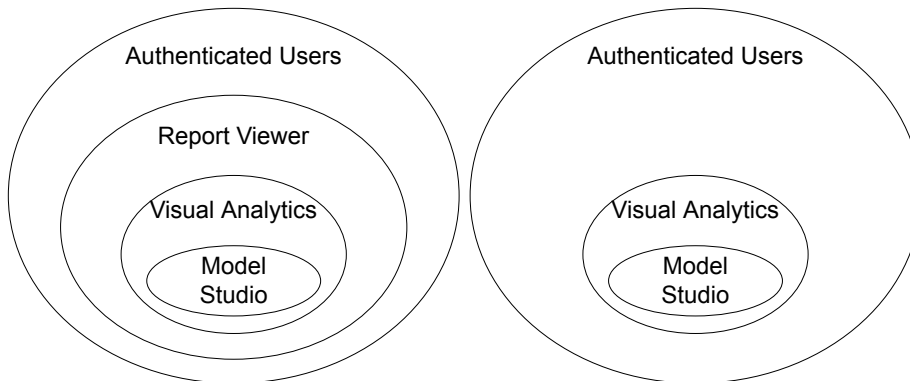 Authenticated Users
Report Viewer
Visual Analytics
Model
Studio
Authenticated Users
Visual Analytics
Model
Studio